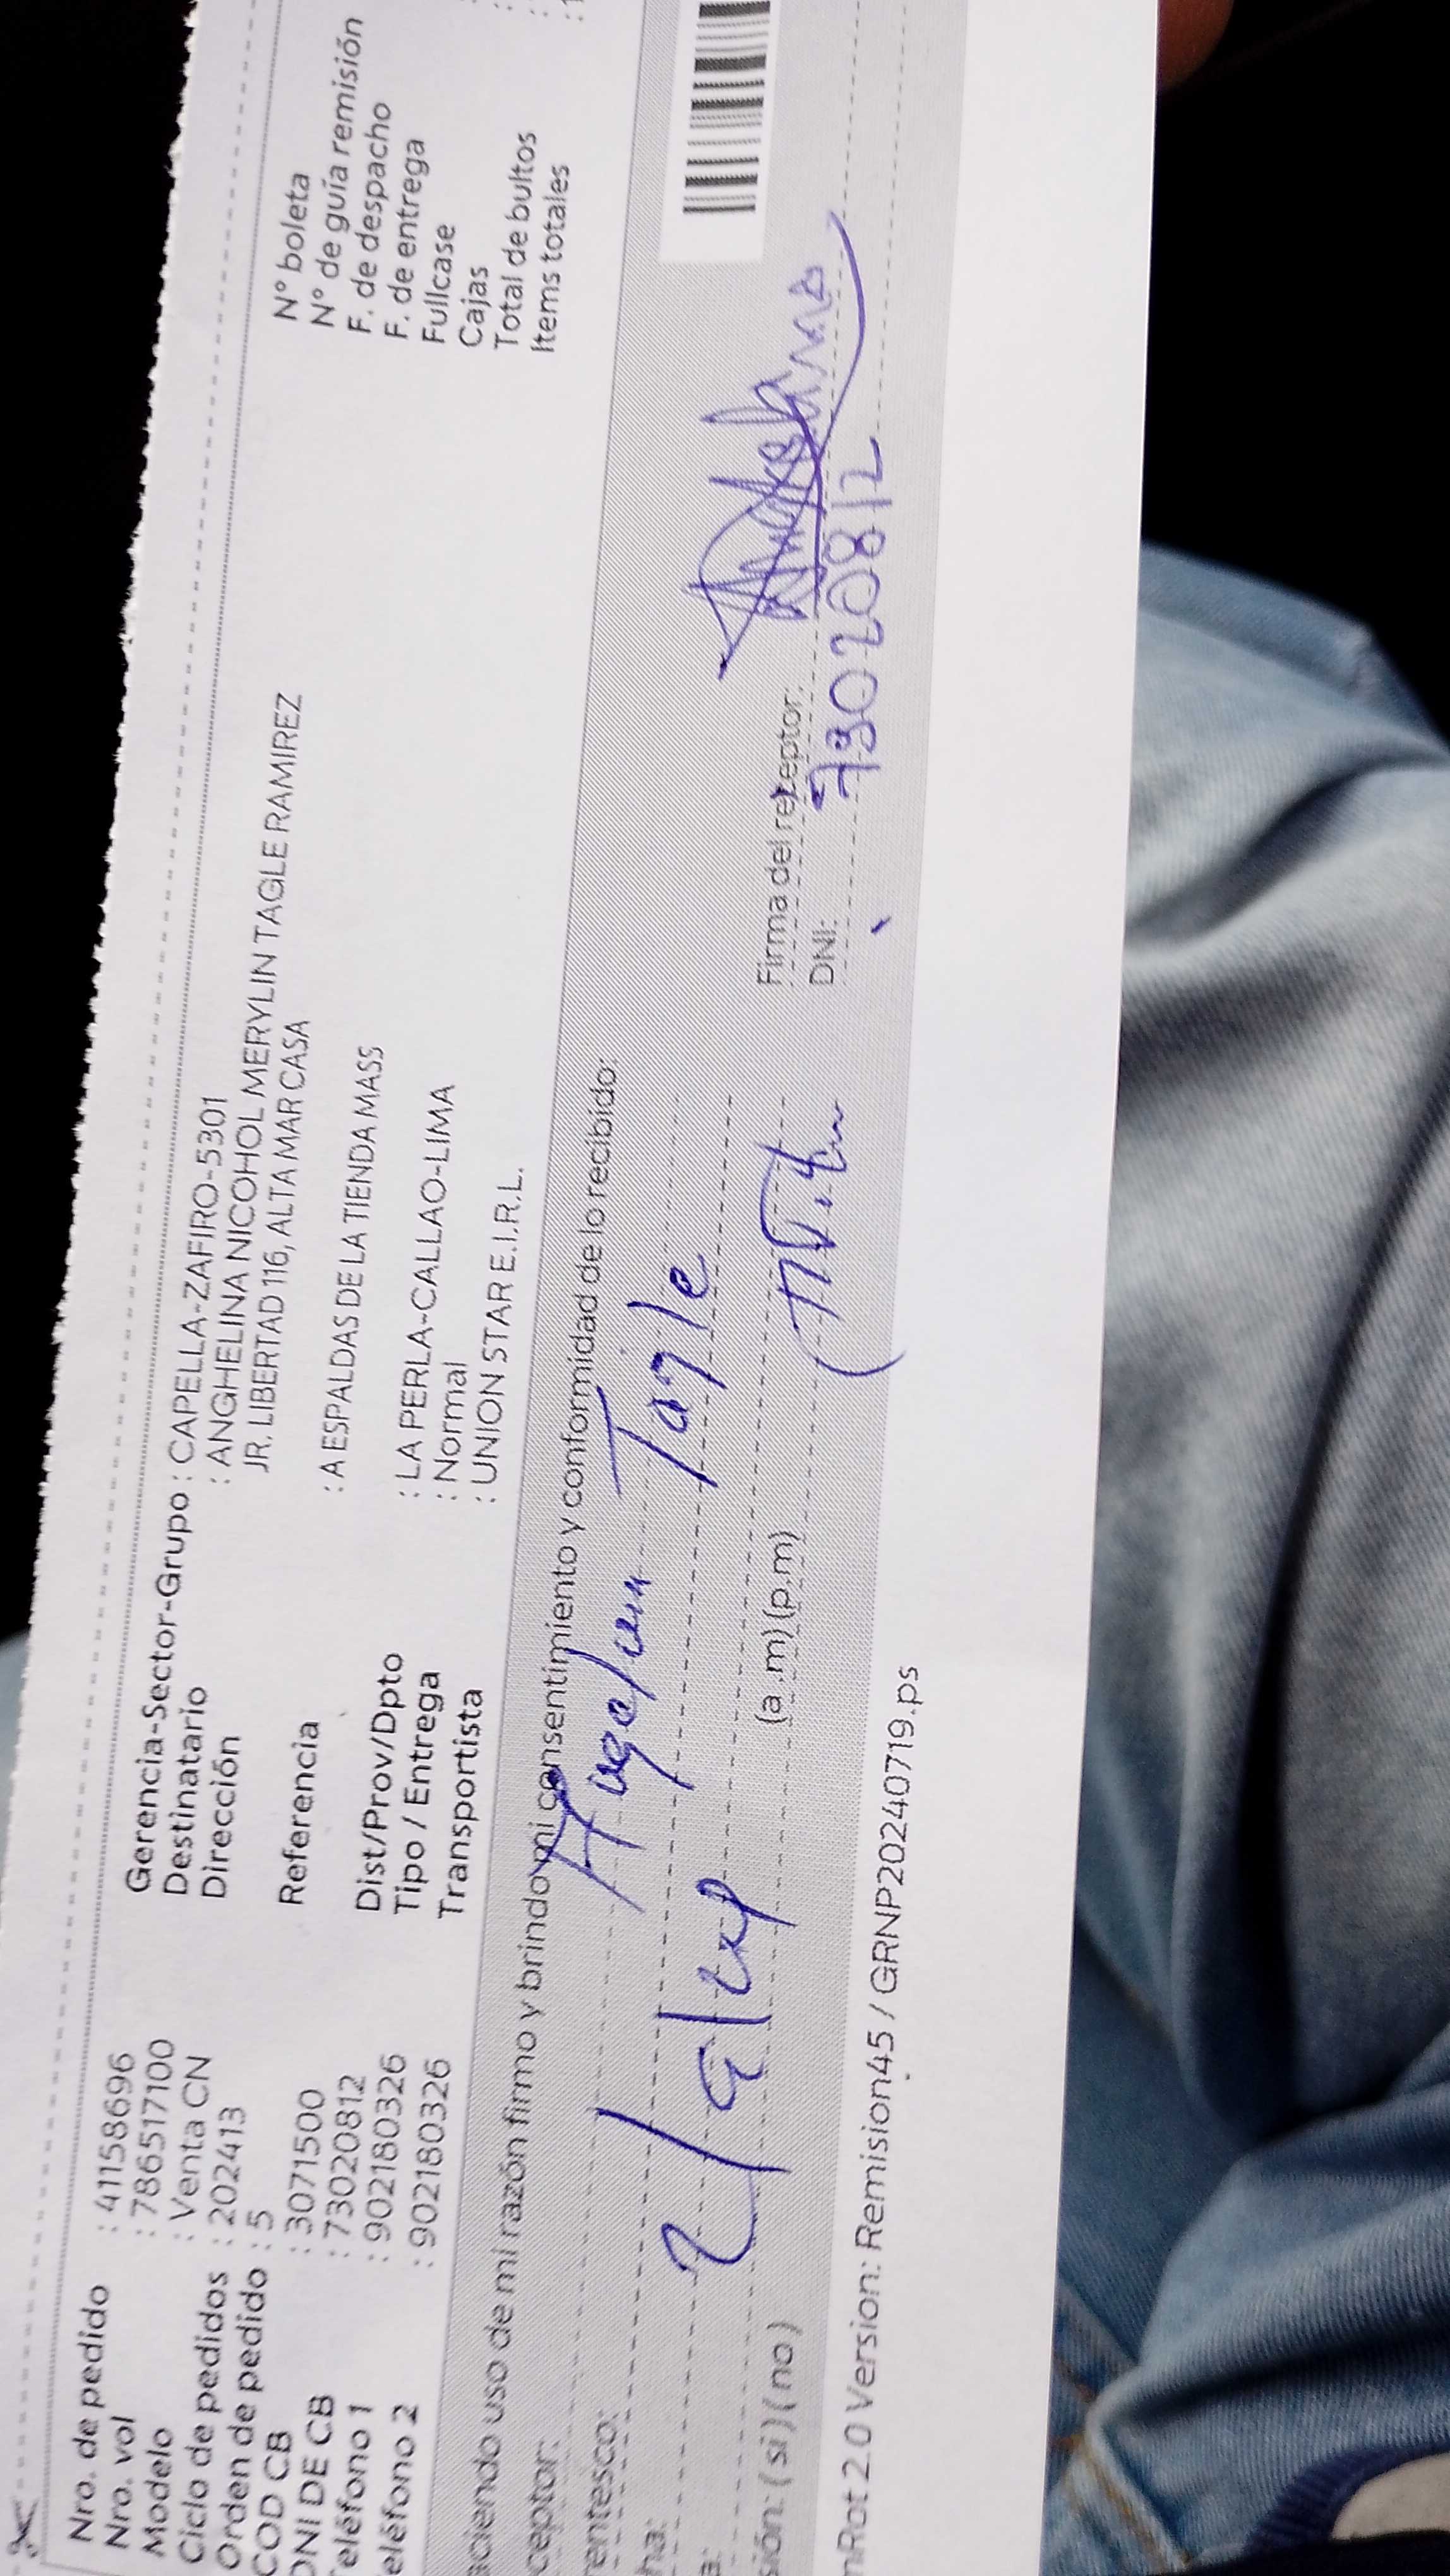 Nro. de pedido : 41158696
Nro. vol : 786517100
Modelo : Venta CN
Ciclo de pedidos : 202413
Orden de pedido : 5
COD CB : 3071500
DNI DE CB : 73020812
Teléfono 1 : 902180326
eléfono 2 : 902180326
Gerencia-Sector-Grupo : CAPELLA-ZAFIRO-5301
Destinatario : ANGHELINA NICOHOL MERYLIN TAGLE RAMIREZ
Dirección JR. LIBERTAD 116, ALTA MAR CASA
Referencia : A ESPALDAS DE LA TIENDA MASS
Dist/Prov/Dpto : LA PERLA-CALLAO-LIMA
Tipo / Entrega : Normal
Transportista : UNION STAR E.I.R.L.
N° boleta
N° de guía remisión
F. de despacho
F. de entrega
Fullcase
Cajas
Total de bultos
Items totales
aciendo uso de mi razón firmo y brindo mi consentimiento y conformidad de lo recibido:
ceptor:
entesco: Tagle
ha:
a: (a.m) (p.m)
sión: (si) (no)
Firma del receptor:
DNI: 73020812
nRot 2.0 Version: Remision45 / GRNP20240719.ps